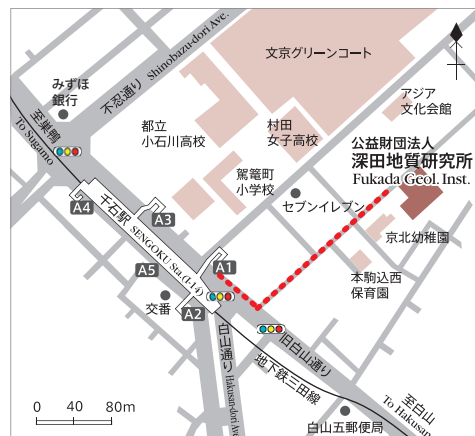 文京グリーンコート
不忍通り Shinobazu-dori Ave.
みずほ
銀行
至巣鴨
To Sugamo
都立
小石川高校
村田
女子高校
アジア
文化会館
公益財団法人
深田地質研究所
Fukada Geol. Inst.
駕篭町
小学校
セブンイレブン
京北幼稚園
本駒込西
保育園
A4
A3
千石駅 SENGOKU Sta.(I-14)
A5
A1
交番
A2
白山通り Hakusan-dori Ave.
旧白山通り
地下鉄三田線
至白山
To Hakusan
白山五郵便局
0 40 80m